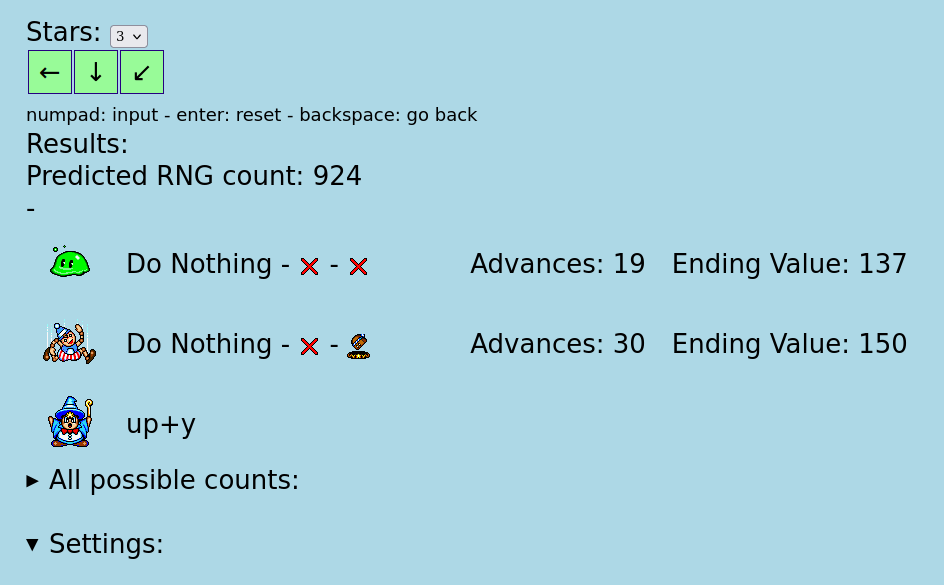 Stars: 3
← ↓ ↙
numpad: input - enter: reset - backspace: go back
Results:
Predicted RNG count: 924
-
Do Nothing - - Advances: 19 Ending Value: 137
Do Nothing - - Advances: 30 Ending Value: 150
up+y
▸ All possible counts:
▾ Settings: